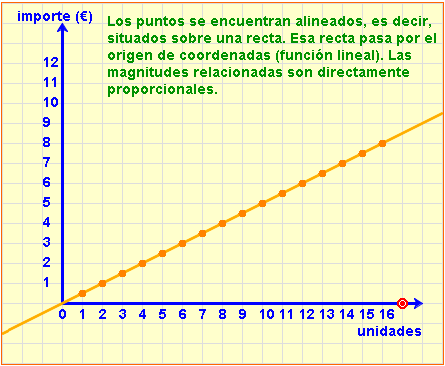 importe (€)
Los puntos se encuentran alineados, es decir,
situados sobre una recta. Esa recta pasa por el
origen de coordenadas (función lineal). Las
magnitudes relacionadas son directamente
proporcionales.
12
11
10
9
8
7
6
5
4
3
2
1
0 1 2 3 4 5 6 7 8 9 10 11 12 13 14 15 16
unidades